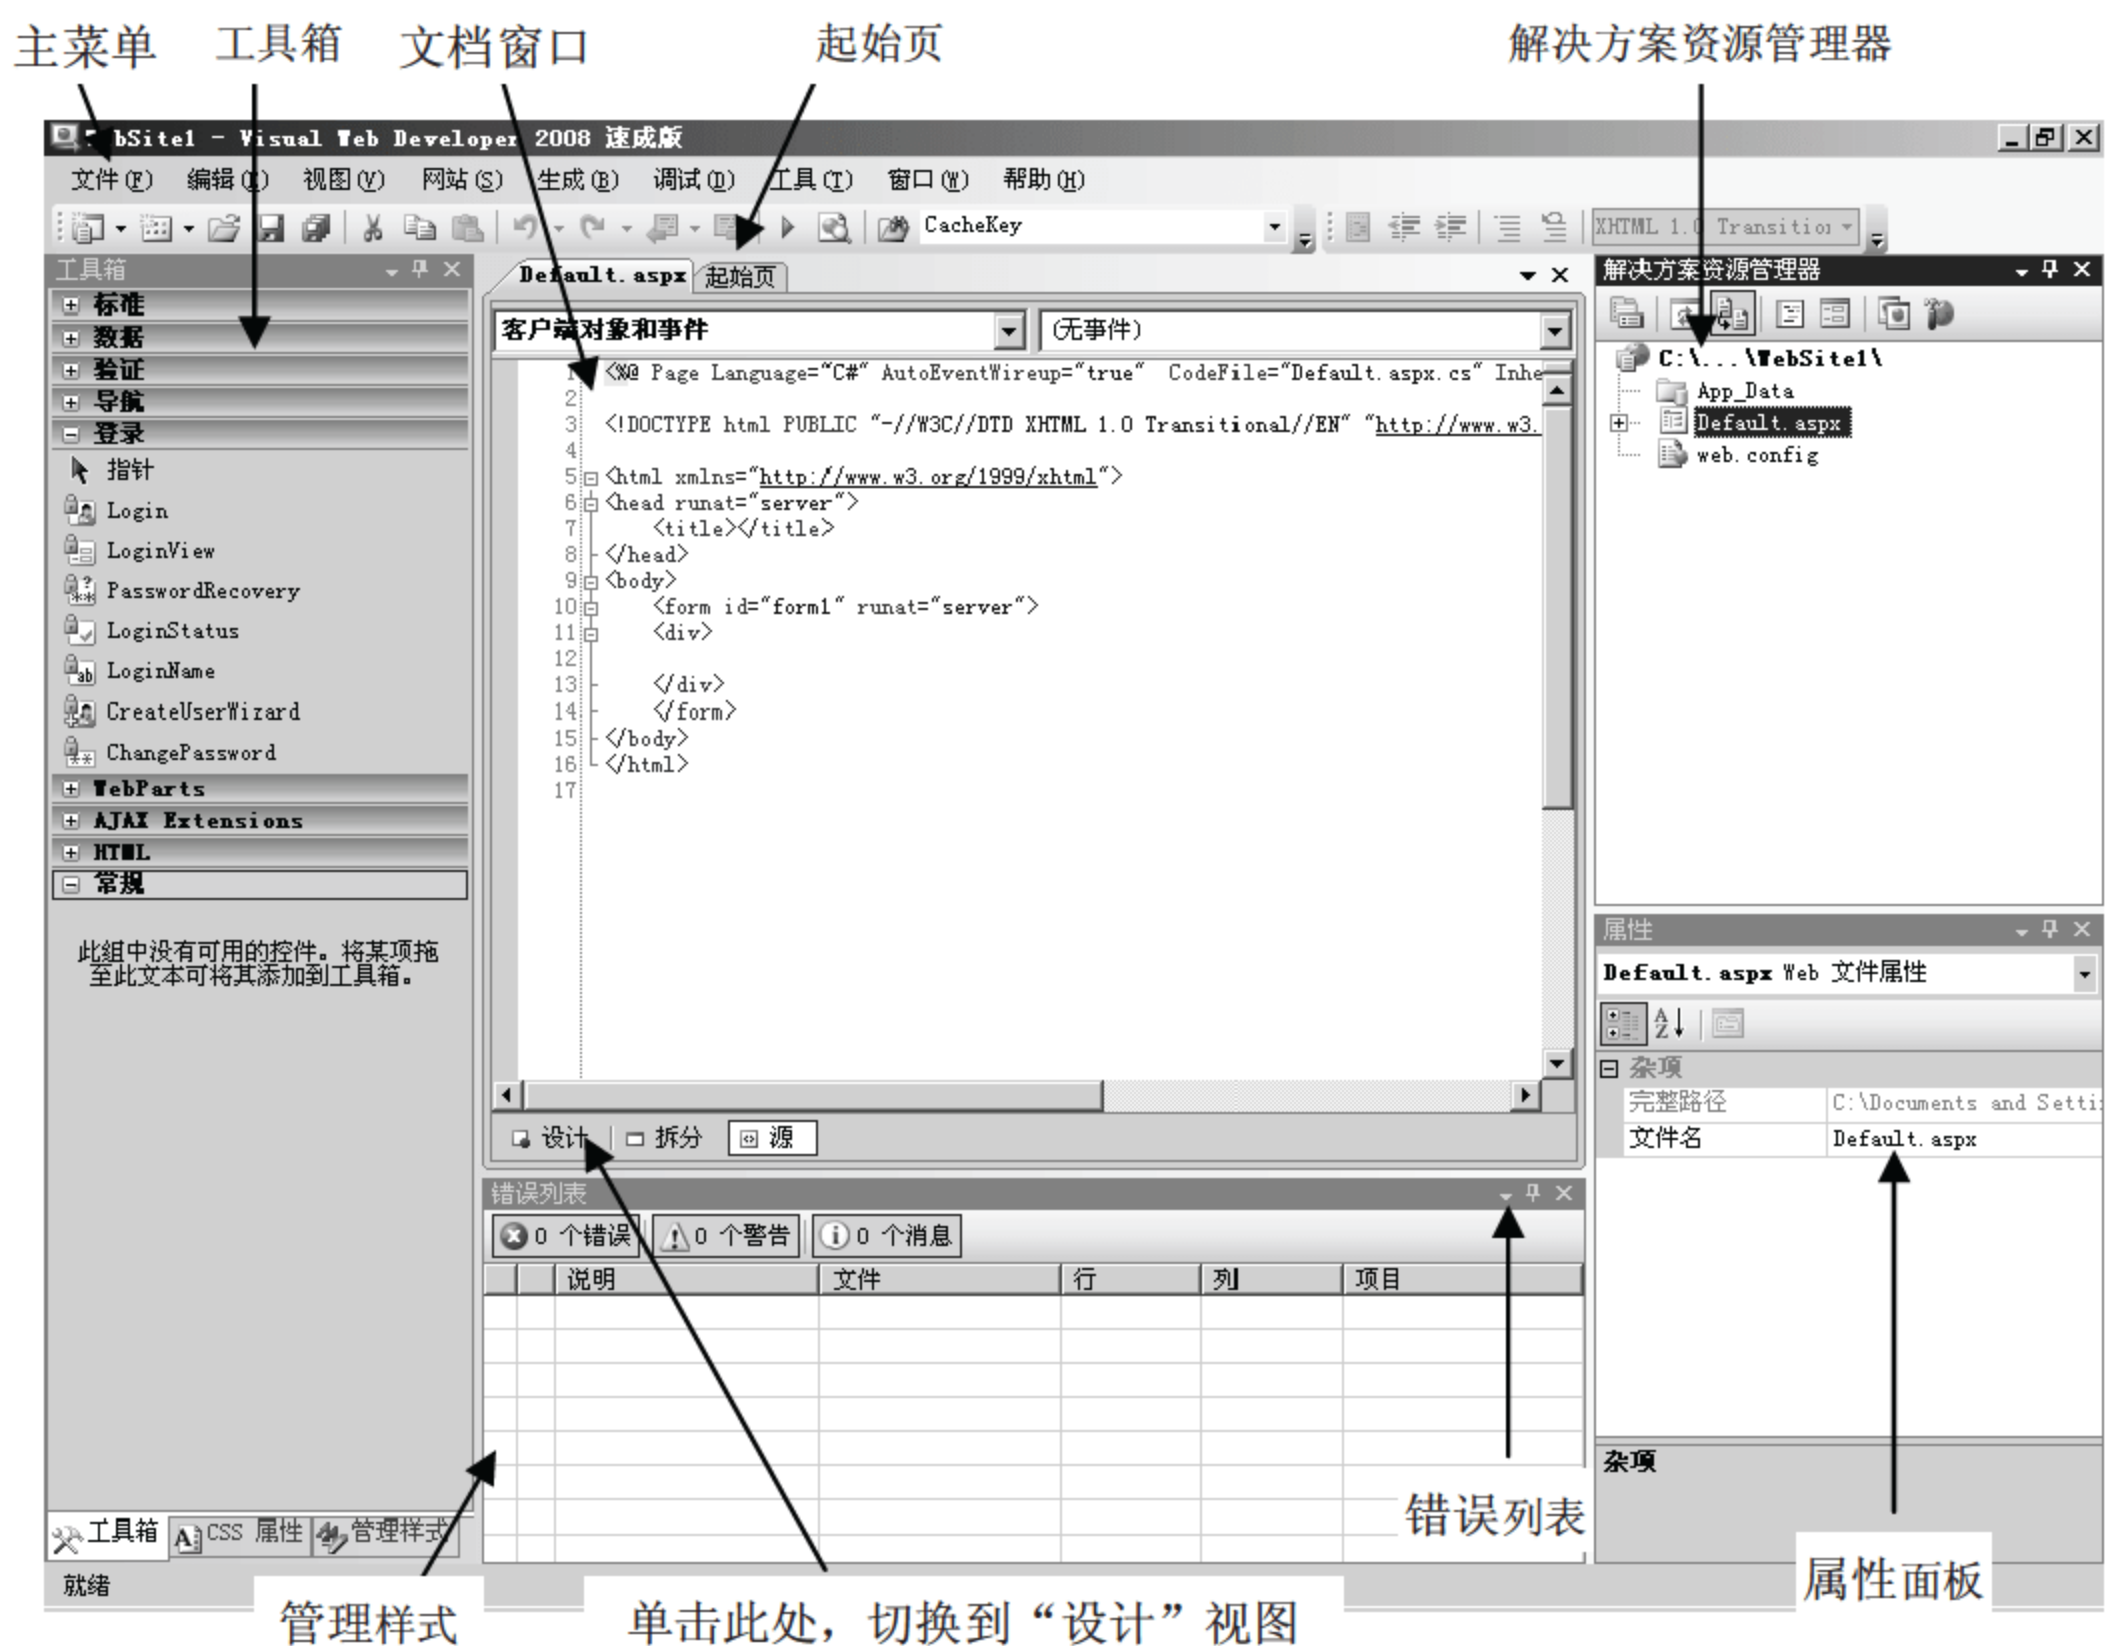 主菜单 工具箱 文档窗口 起始页 解决方案资源管理器
bSite1 - Visual Web Developer 2008 速成版
文件(F) 编辑( ) 视图(V) 网站(S) 生成(B) 调试(D) 工具(T) 窗口(W) 帮助(H)
CacheKey XHTML 1.0 Transition
工具箱
标准
数据
验证
导航
登录
指针
Login
LoginView
PasswordRecovery
LoginStatus
LoginName
CreateUserWizard
ChangePassword
WebParts
AJAX Extensions
HTML
常规
此组中没有可用的控件。将某项拖
至此文本可将其添加到工具箱。
工具箱 CSS 属性 管理样式
就绪
Default.aspx 起始页
客户端对象和事件 (无事件)
1 <%@ Page Language="C#" AutoEventWireup="true" CodeFile="Default.aspx.cs" Inhe
2
3 <!DOCTYPE html PUBLIC "-//W3C//DTD XHTML 1.0 Transitional//EN" "http://www.w3.
4
5 <html xmlns="http://www.w3.org/1999/xhtml">
6 <head runat="server">
7 <title></title>
8 </head>
9 <body>
10 <form id="form1" runat="server">
11 <div>
12
13 </div>
14 </form>
15 </body>
16 </html>
17
设计 拆分 源
错误列表
0 个错误 0 个警告 0 个消息
说明 文件 行 列 项目
解决方案资源管理器
C:\...\WebSite1\
App_Data
Default.aspx
web.config
属性
Default.aspx Web 文件属性
杂项
完整路径 C:\Documents and Setti
文件名 Default.aspx
杂项
错误列表
属性面板
管理样式
单击此处，切换到“设计”视图